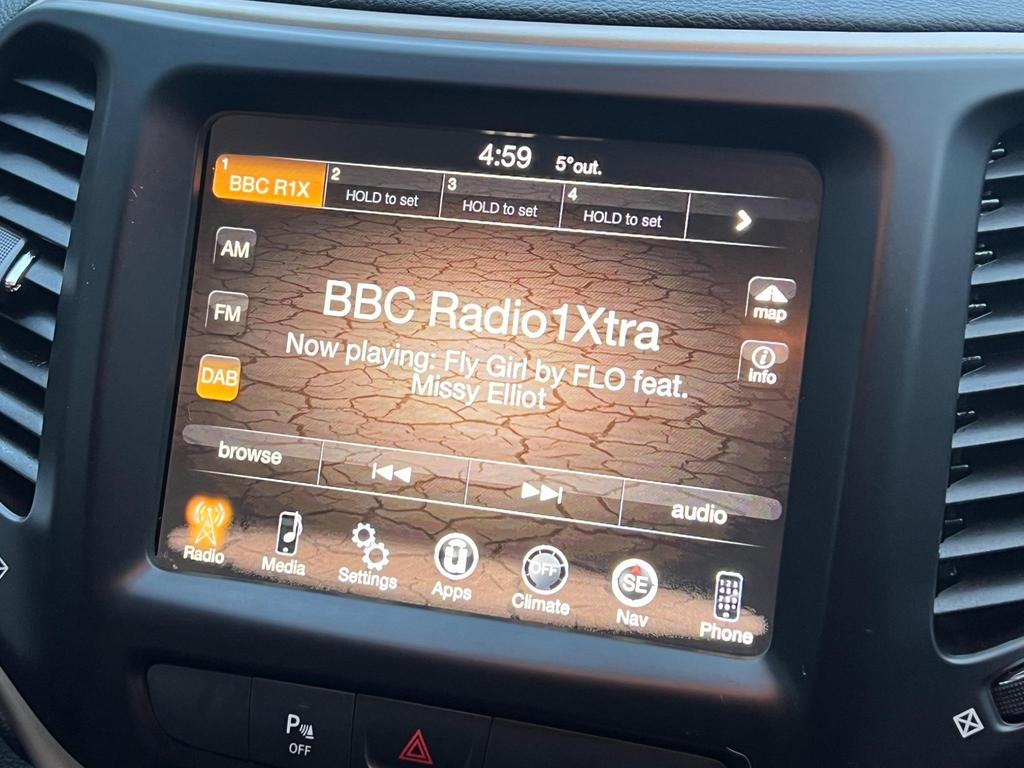 4:59 5°out.
1 BBC R1X 2 HOLD to set 3 HOLD to set 4 HOLD to set
AM
FM
DAB
BBC Radio1Xtra
Now playing: Fly Girl by FLO feat.
Missy Elliot
map
info
browse audio
Radio Media Settings Apps Climate Nav Phone
u OFF SE
P OFF